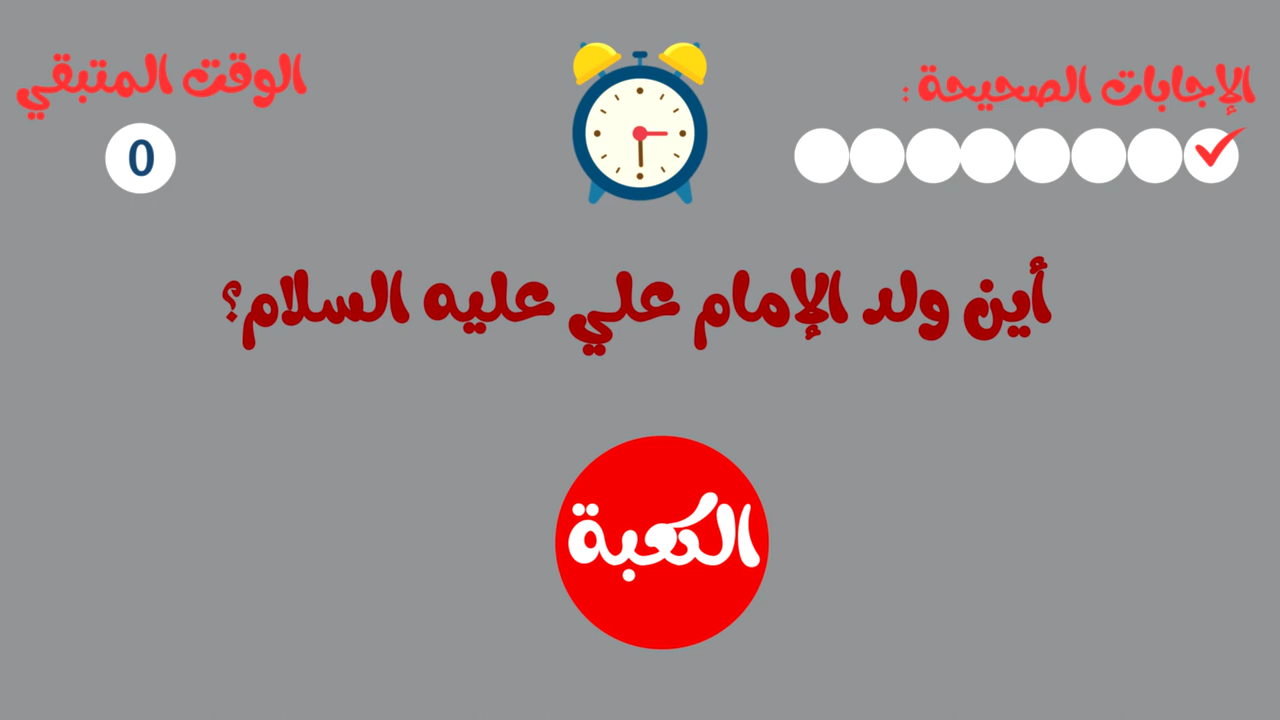 الإجابات الصحيحة :
الوقت المتبقي
0
أين ولد الإمام علي عليه السلام؟
الكعبة